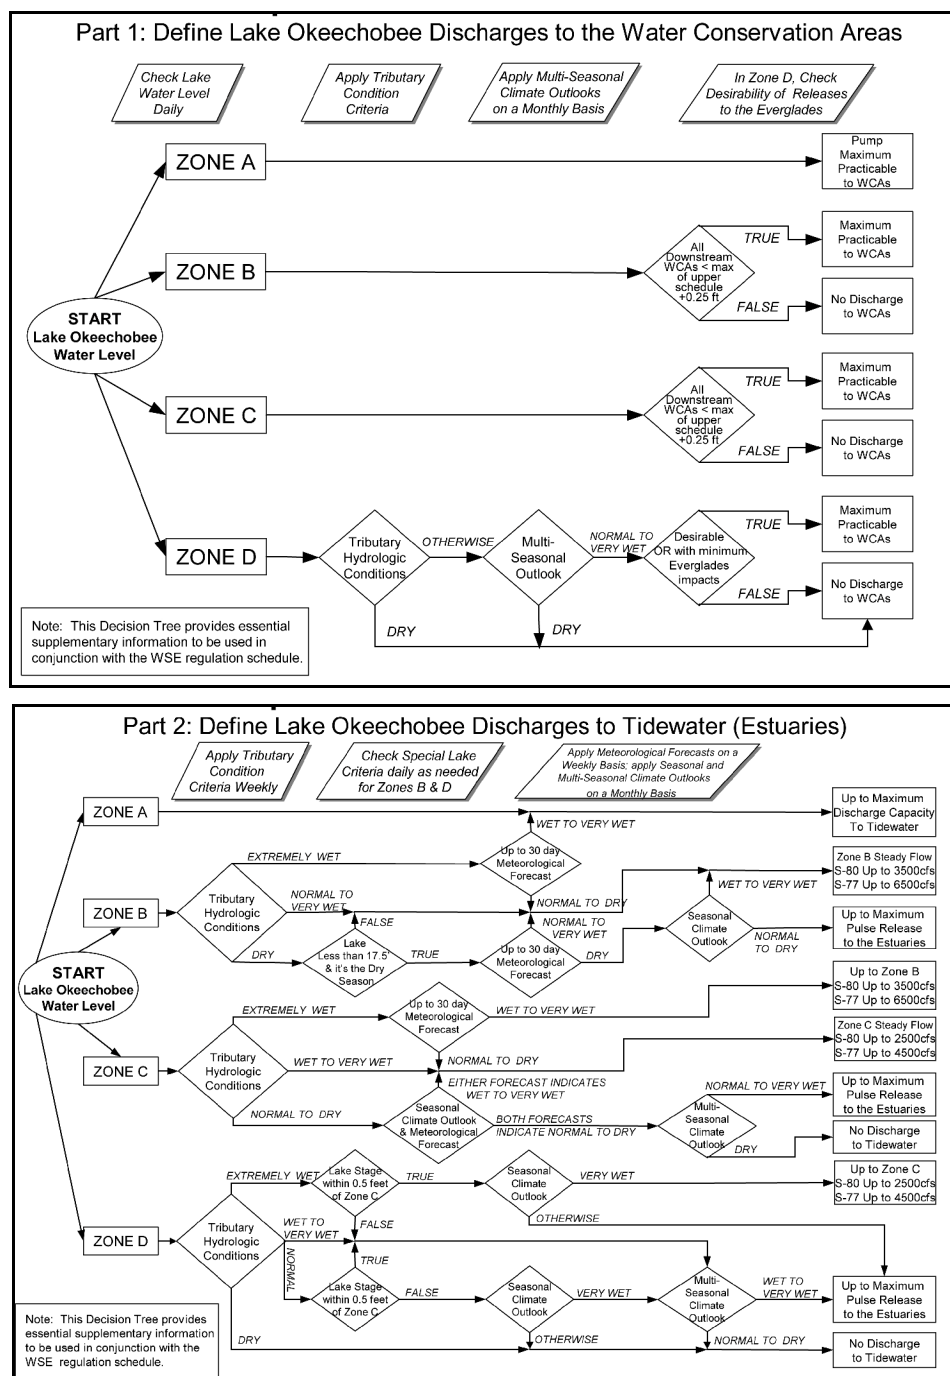 Part 1: Define Lake Okeechobee Discharges to the Water Conservation Areas
Check Lake
Water Level
Daily
Apply Tributary
Condition
Criteria
Apply Multi-Seasonal
Climate Outlooks
on a Monthly Basis
In Zone D, Check
Desirability of Releases
to the Everglades
ZONE A
Pump
Maximum
Practicable
to WCAs
ZONE B
All
Downstream
WCAs < max
of upper
schedule
+0.25 ft
TRUE
Maximum
Practicable
to WCAs
FALSE
No Discharge
to WCAs
START
Lake Okeechobee
Water Level
ZONE C
All
Downstream
WCAs < max
of upper
schedule
+0.25 ft
TRUE
Maximum
Practicable
to WCAs
FALSE
No Discharge
to WCAs
ZONE D
Tributary
Hydrologic
Conditions
OTHERWISE
Multi-
Seasonal
Outlook
NORMAL TO
VERY WET
Desirable
OR with minimum
Everglades
impacts
TRUE
Maximum
Practicable
to WCAs
FALSE
No Discharge
to WCAs
DRY
DRY
Note: This Decision Tree provides essential
supplementary information to be used in
conjunction with the WSE regulation schedule.
Part 2: Define Lake Okeechobee Discharges to Tidewater (Estuaries)
Apply Tributary
Condition
Criteria Weekly
Check Special Lake
Criteria daily as needed
for Zones B & D
Apply Meteorological Forecasts on a
Weekly Basis; apply Seasonal and
Multi-Seasonal Climate Outlooks
on a Monthly Basis
ZONE A
WET TO VERY WET
Up to Maximum
Discharge Capacity
To Tidewater
EXTREMELY WET
Up to 30 day
Meteorological
Forecast
Zone B Steady Flow
S-80 Up to 3500cfs
S-77 Up to 6500cfs
ZONE B
Tributary
Hydrologic
Conditions
NORMAL TO
VERY WET
FALSE
NORMAL TO DRY
NORMAL TO
VERY WET
WET TO VERY WET
Seasonal
Climate
Outlook
NORMAL
TO DRY
Up to Maximum
Pulse Release
to the Estuaries
DRY
Lake
Less than 17.5'
& it's the Dry
Season
TRUE
Up to 30 day
Meteorological
Forecast
DRY
START
Lake Okeechobee
Water Level
EXTREMELY WET
Up to 30 day
Meteorological
Forecast
WET TO VERY WET
Up to Zone B
S-80 Up to 3500cfs
S-77 Up to 6500cfs
ZONE C
Tributary
Hydrologic
Conditions
WET TO VERY WET
NORMAL TO DRY
Zone C Steady Flow
S-80 Up to 2500cfs
S-77 Up to 4500cfs
EITHER FORECAST INDICATES
WET TO VERY WET
NORMAL TO DRY
Seasonal
Climate Outlook
& Meteorological
Forecast
BOTH FORECASTS
INDICATE NORMAL TO DRY
Multi-
Seasonal
Climate
Outlook
NORMAL TO VERY WET
Up to Maximum
Pulse Release
to the Estuaries
DRY
No Discharge
to Tidewater
EXTREMELY WET
Lake Stage
within 0.5 feet
of Zone C
TRUE
Seasonal
Climate
Outlook
VERY WET
Up to Zone C
S-80 Up to 2500cfs
S-77 Up to 4500cfs
OTHERWISE
ZONE D
Tributary
Hydrologic
Conditions
WET TO
VERY WET
FALSE
TRUE
NORMAL
Lake Stage
within 0.5 feet
of Zone C
FALSE
Seasonal
Climate
Outlook
VERY WET
Multi-
Seasonal
Climate
Outlook
WET TO
VERY WET
Up to Maximum
Pulse Release
to the Estuaries
DRY
OTHERWISE
NORMAL TO DRY
No Discharge
to Tidewater
Note: This Decision Tree provides
essential supplementary information
to be used in conjunction with the
WSE regulation schedule.